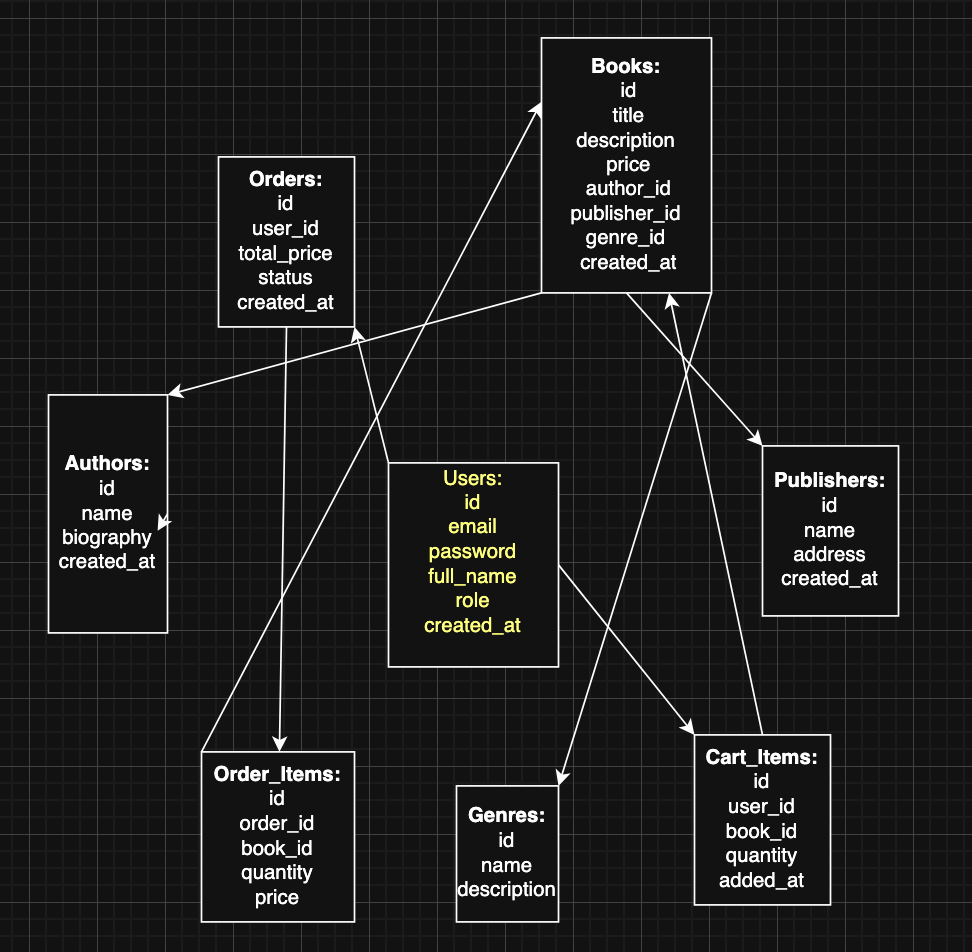 Books:
id
title
description
price
author_id
publisher_id
genre_id
created_at
Orders:
id
user_id
total_price
status
created_at
Authors:
id
name
biography
created_at
Users:
id
email
password
full_name
role
created_at
Publishers:
id
name
address
created_at
Order_Items:
id
order_id
book_id
quantity
price
Genres:
id
name
description
Cart_Items:
id
user_id
book_id
quantity
added_at